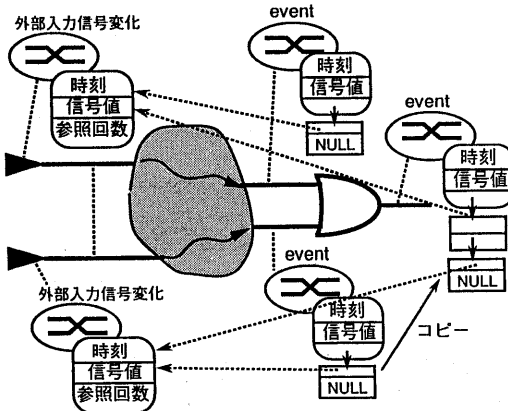 外部入力信号変化
時刻
信号値
参照回数
event
時刻
信号値
NULL
event
時刻
信号値
NULL
外部入力信号変化
時刻
信号値
参照回数
event
時刻
信号値
NULL
コピー